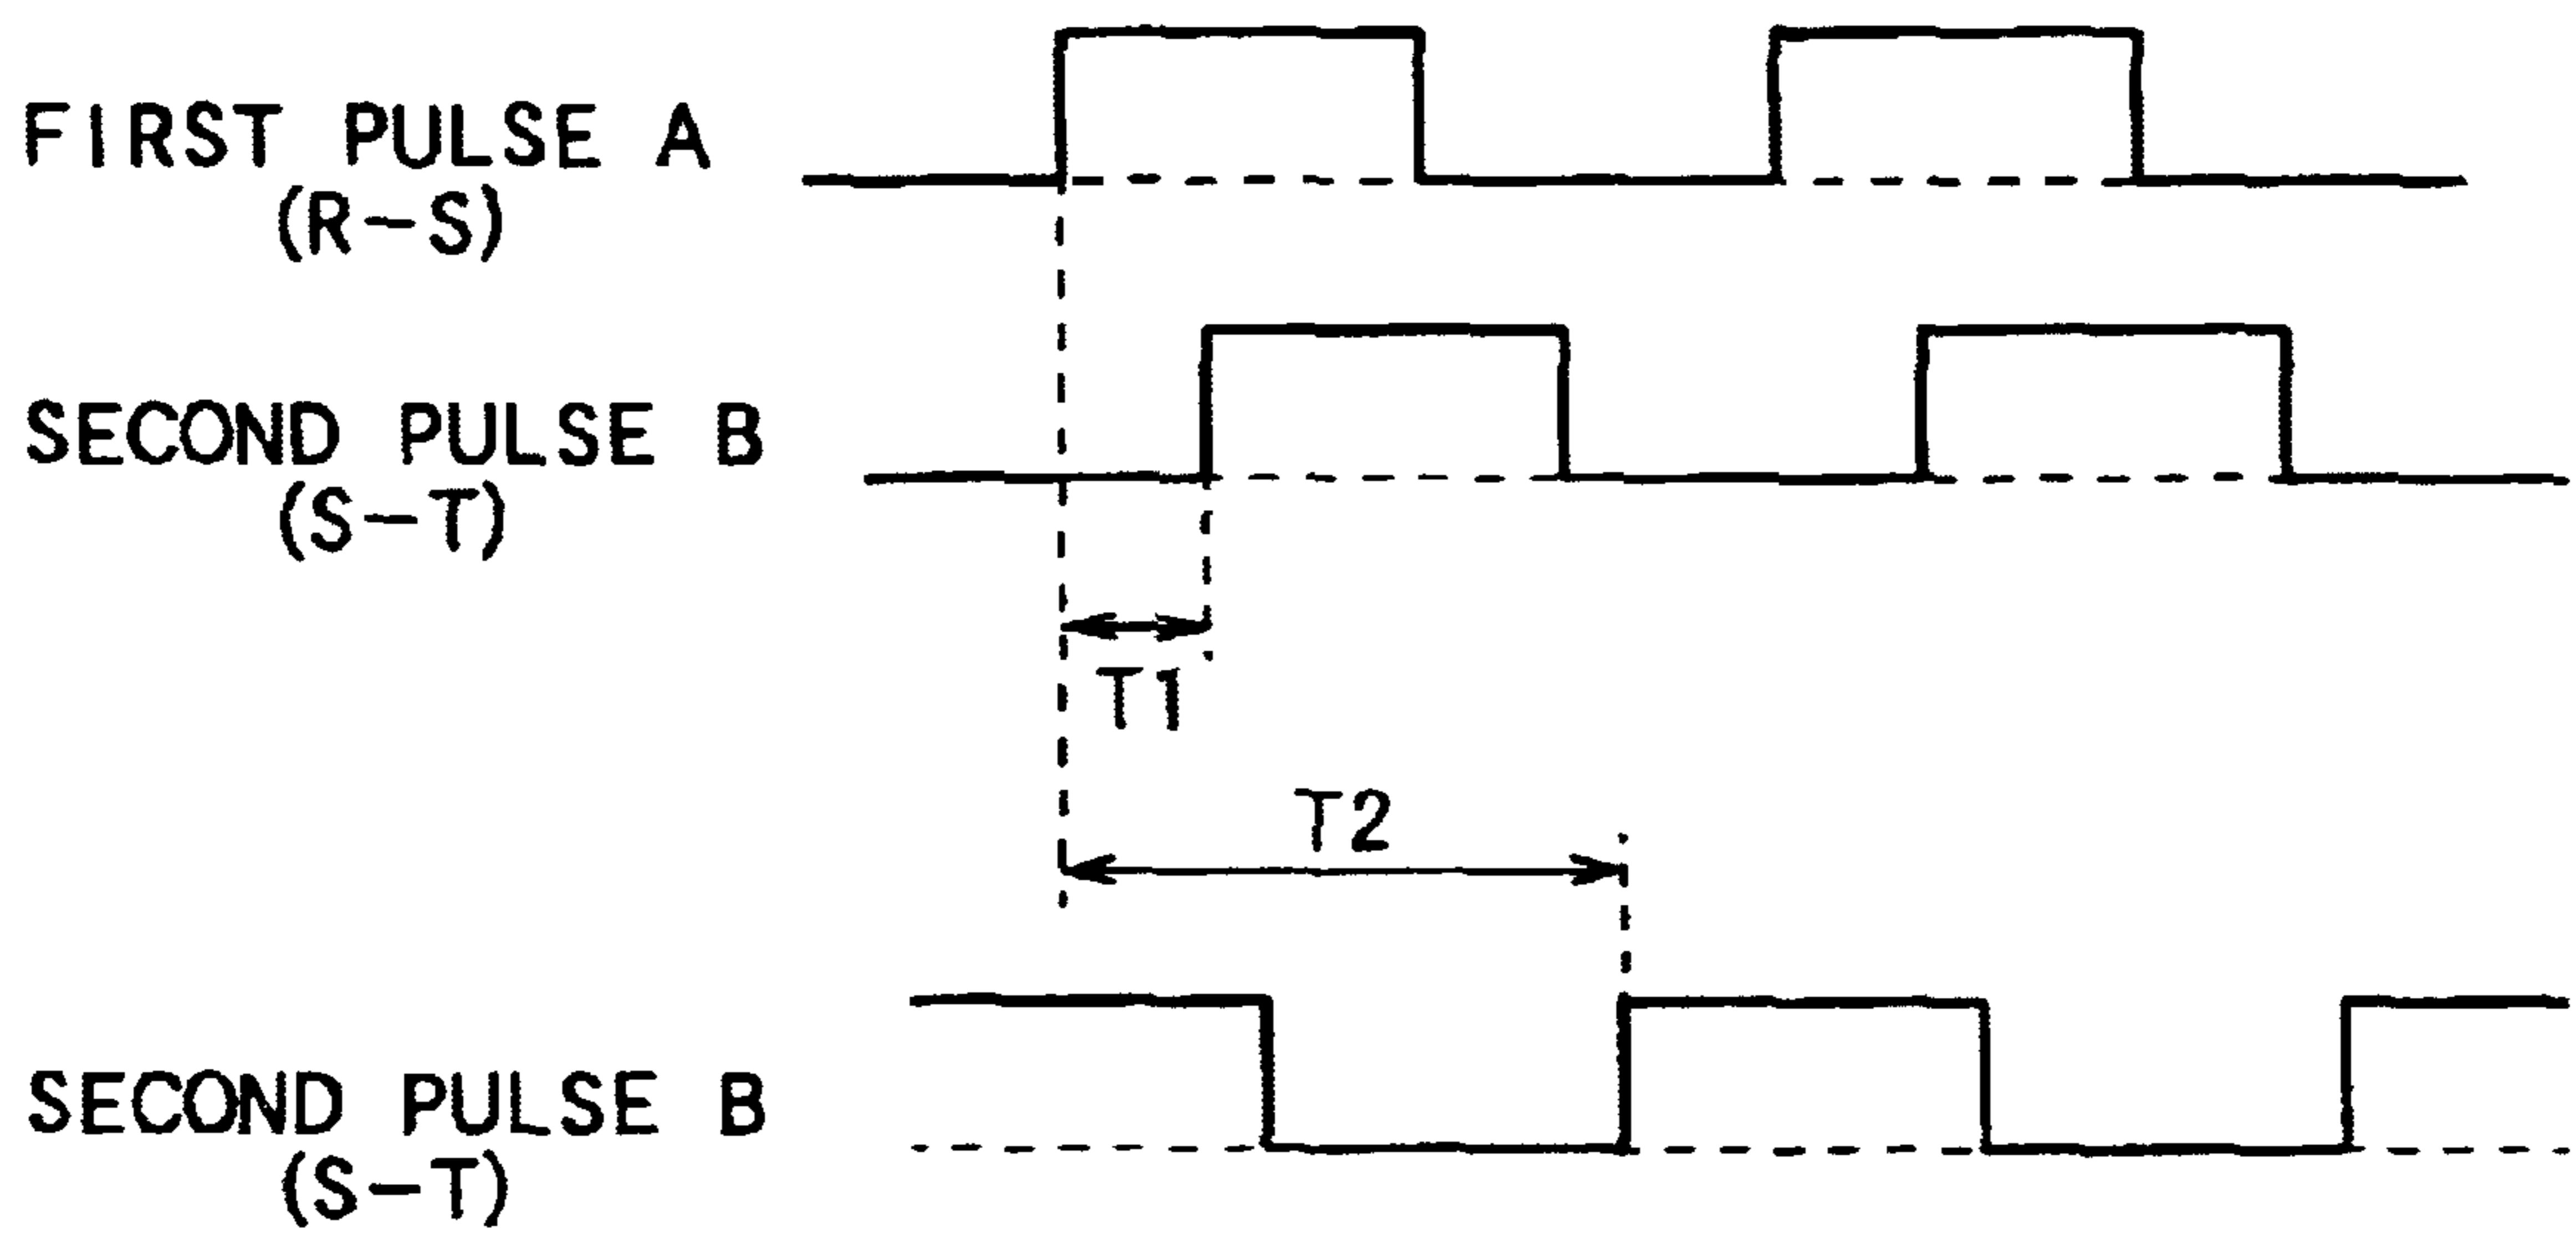 FIRST PULSE A
(R-S)
SECOND PULSE B
(S-T)
T1
T2
SECOND PULSE B
(S-T)